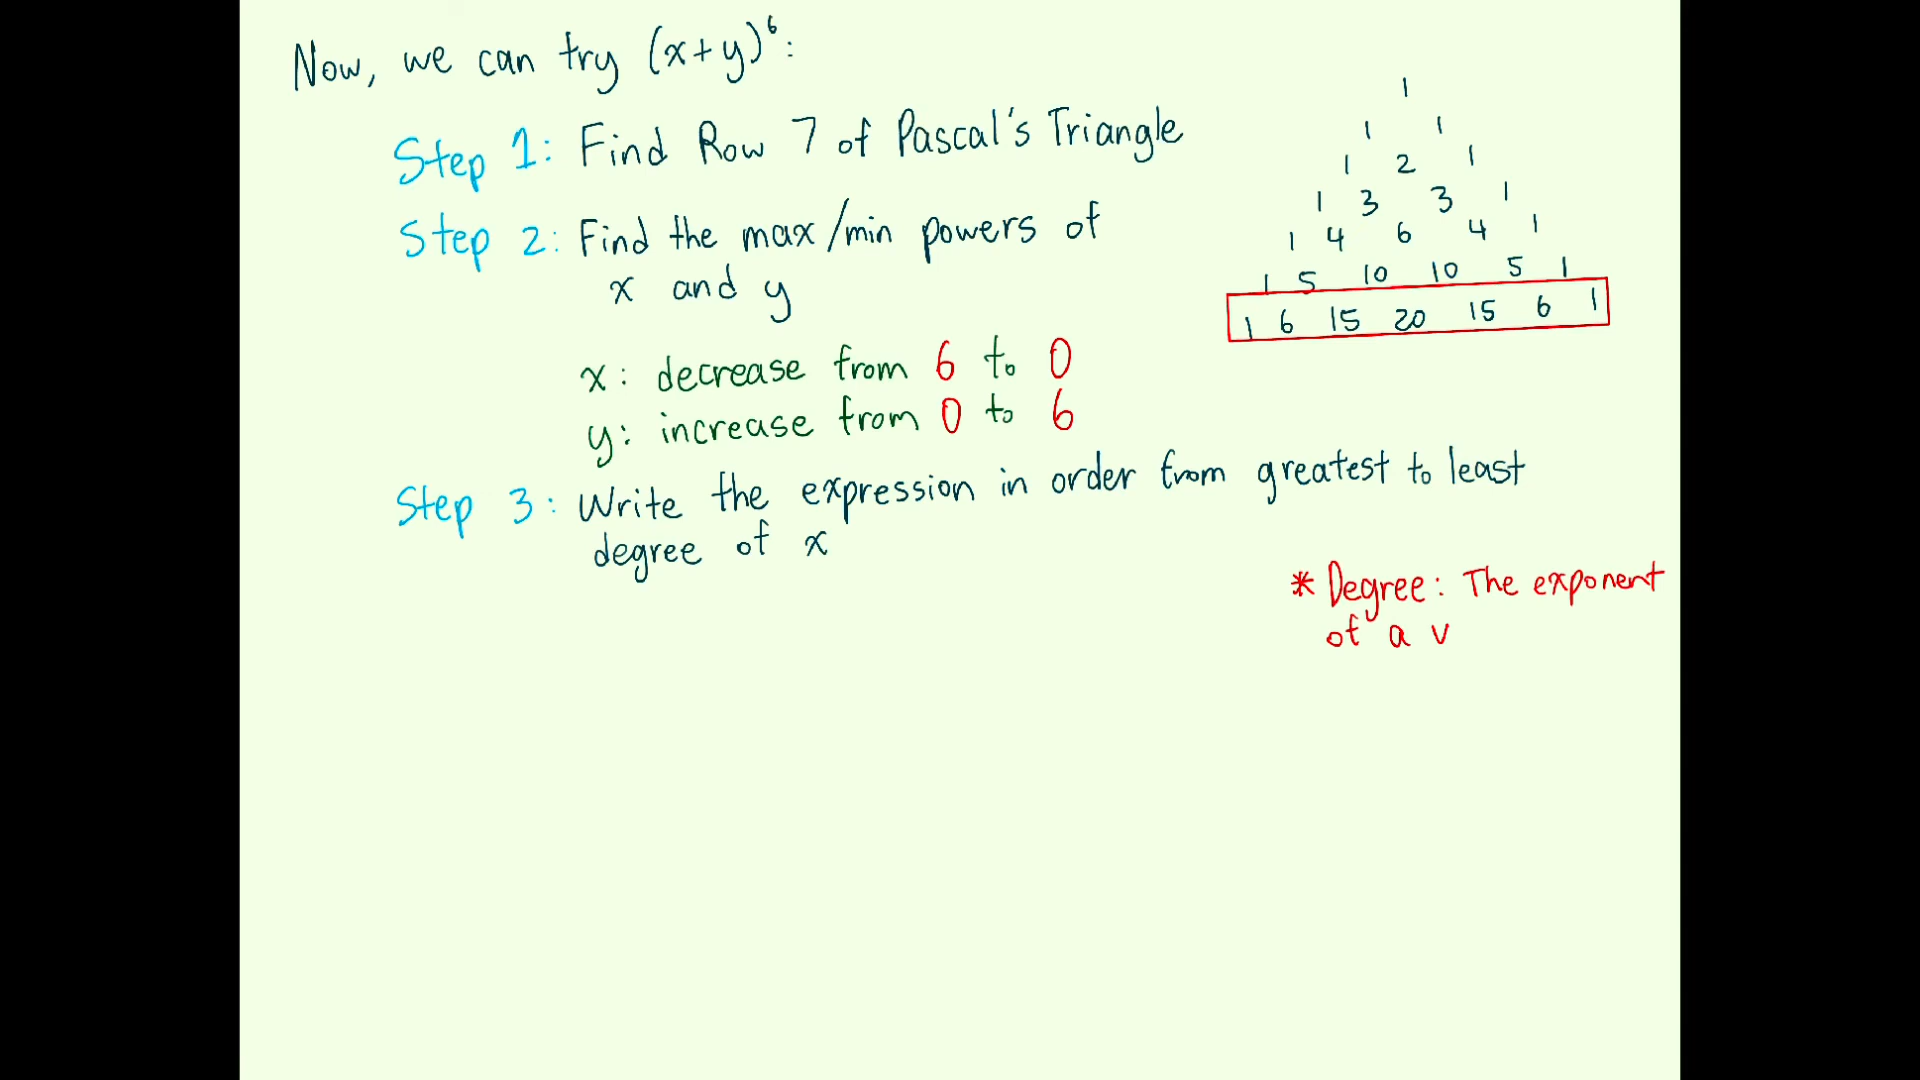 Now, we can try (x+y)⁶:
Step 1: Find Row 7 of Pascal's Triangle
Step 2: Find the max/min powers of
x and y
x: decrease from 6 to 0
y: increase from 0 to 6
Step 3: Write the expression in order from greatest to least
degree of x
1
1 1
1 2 1
1 3 3 1
1 4 6 4 1
1 5 10 10 5 1
1 6 15 20 15 6 1
* Degree: The exponent
of a v